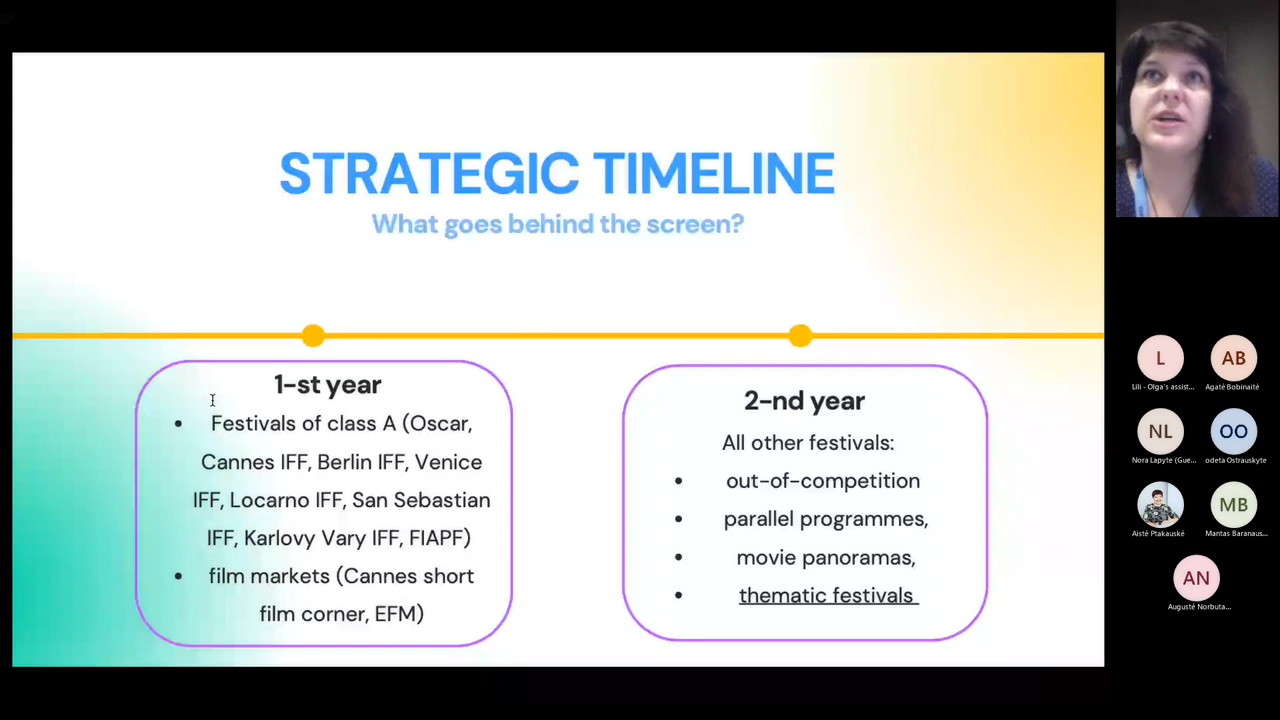 STRATEGIC TIMELINE
What goes behind the screen?
1-st year
• Festivals of class A (Oscar,
Cannes IFF, Berlin IFF, Venice
IFF, Locarno IFF, San Sebastian
IFF, Karlovy Vary IFF, FIAPF)
• film markets (Cannes short
film corner, EFM)
2-nd year
All other festivals:
• out-of-competition
• parallel programmes,
• movie panoramas,
• thematic festivals
L
Lili - Olga's assist...
AB
Agatė Bobinaitė
NL
Nora Lapyte (Gue...
OO
odeta Ostrauskyte
Aistė Ptakauskė
MB
Mantas Baranaus...
AN
Augustė Norbuta...